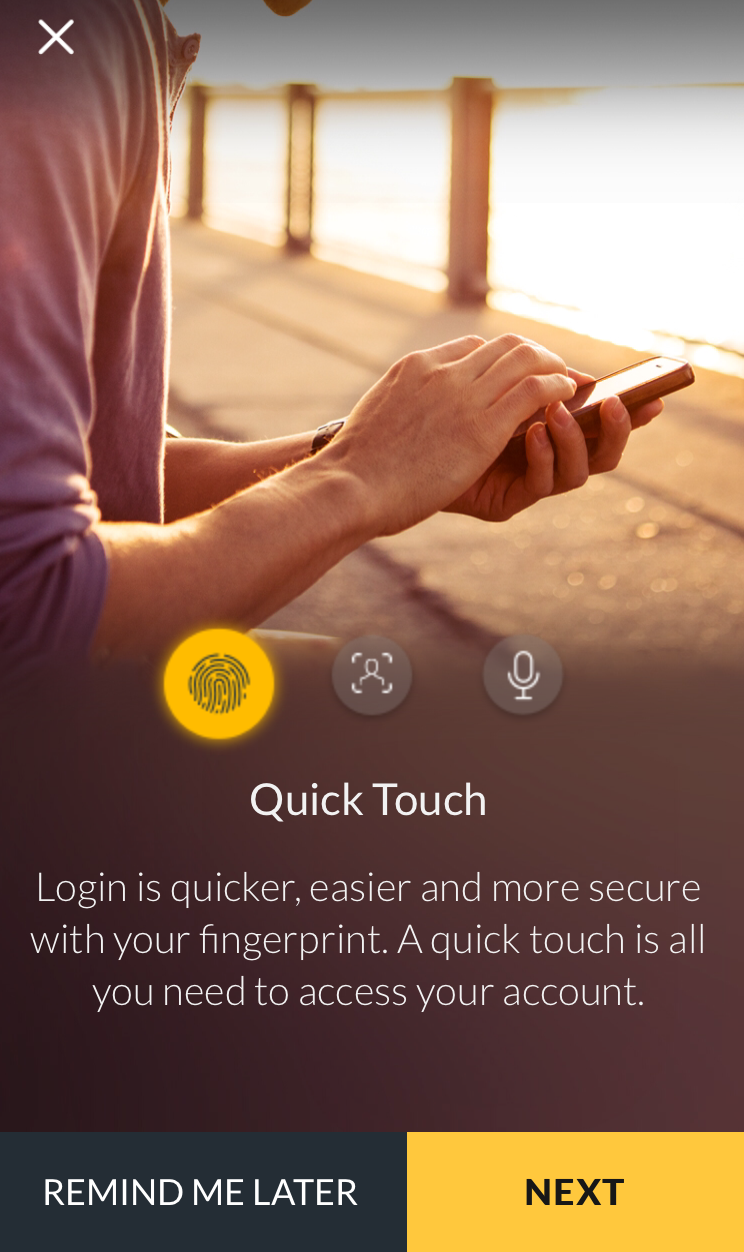 Quick Touch
Login is quicker, easier and more secure
with your fingerprint. A quick touch is all
you need to access your account.
REMIND ME LATER
NEXT